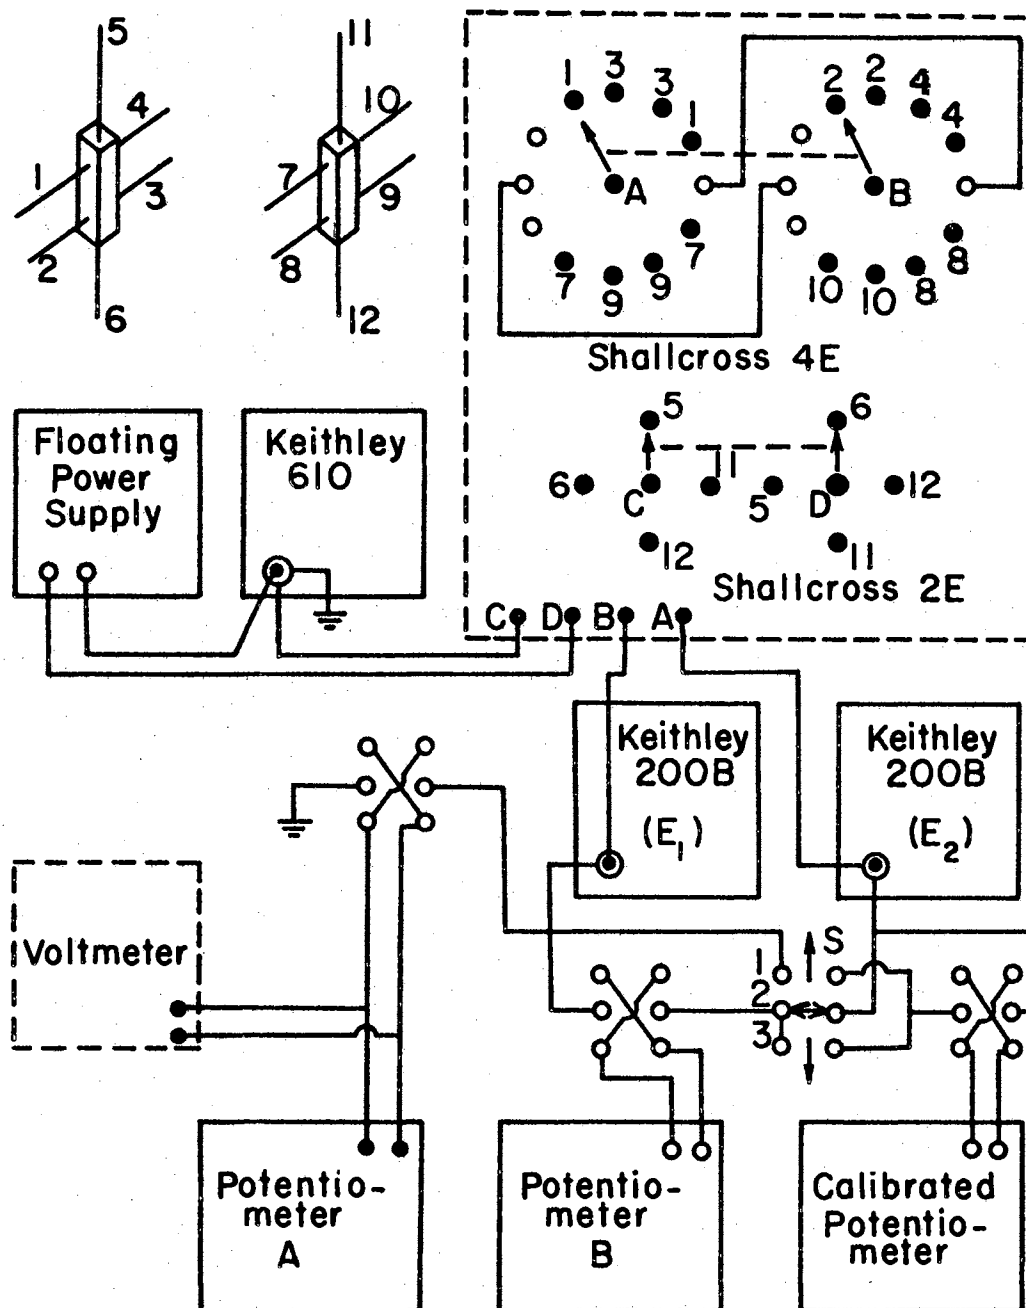 5
4
1
3
2
6
11
10
7
9
8
12
1
3
3
1
A
7
9
9
7
2
2
4
4
B
10
10
8
8
Shallcross 4E
5
6
6
C
11
5
D
12
12
11
Shallcross 2E
C D B A
Floating
Power
Supply
Keithley
610
Keithley
200B
(E₁)
Keithley
200B
(E₂)
Voltmeter
S
1
2
3
Potentio-
meter
A
Potentio-
meter
B
Calibrated
Potentio-
meter